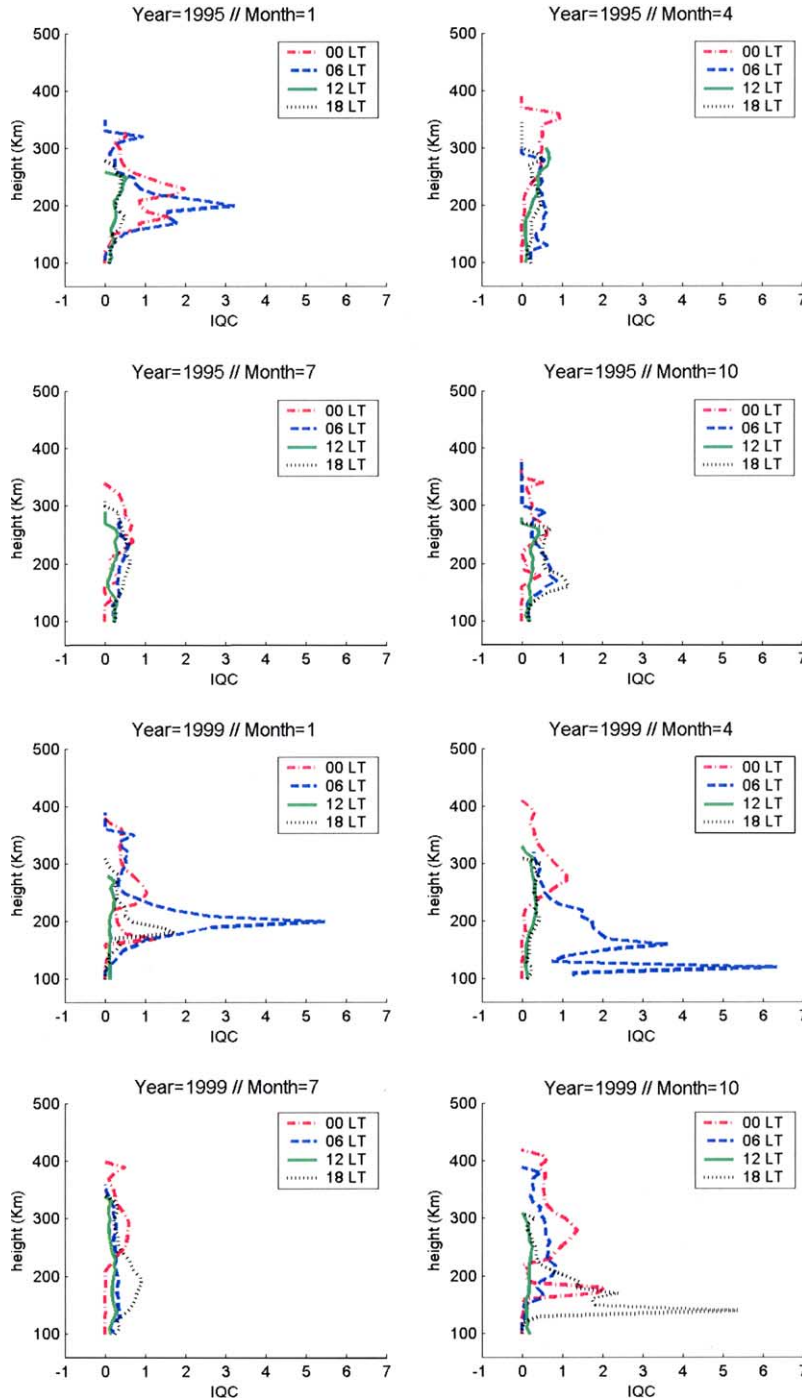 Year=1995 // Month=1
500
400
300
200
100
height (Km)
-1 0 1 2 3 4 5 6 7
IQC
00 LT
06 LT
12 LT
18 LT
Year=1995 // Month=4
500
400
300
200
100
height (Km)
-1 0 1 2 3 4 5 6 7
IQC
00 LT
06 LT
12 LT
18 LT
Year=1995 // Month=7
500
400
300
200
100
height (Km)
-1 0 1 2 3 4 5 6 7
IQC
00 LT
06 LT
12 LT
18 LT
Year=1995 // Month=10
500
400
300
200
100
height (Km)
-1 0 1 2 3 4 5 6 7
IQC
00 LT
06 LT
12 LT
18 LT
Year=1999 // Month=1
500
400
300
200
100
height (Km)
-1 0 1 2 3 4 5 6 7
IQC
00 LT
06 LT
12 LT
18 LT
Year=1999 // Month=4
500
400
300
200
100
height (Km)
-1 0 1 2 3 4 5 6 7
IQC
00 LT
06 LT
12 LT
18 LT
Year=1999 // Month=7
500
400
300
200
100
height (Km)
-1 0 1 2 3 4 5 6 7
IQC
00 LT
06 LT
12 LT
18 LT
Year=1999 // Month=10
500
400
300
200
100
height (Km)
-1 0 1 2 3 4 5 6 7
IQC
00 LT
06 LT
12 LT
18 LT